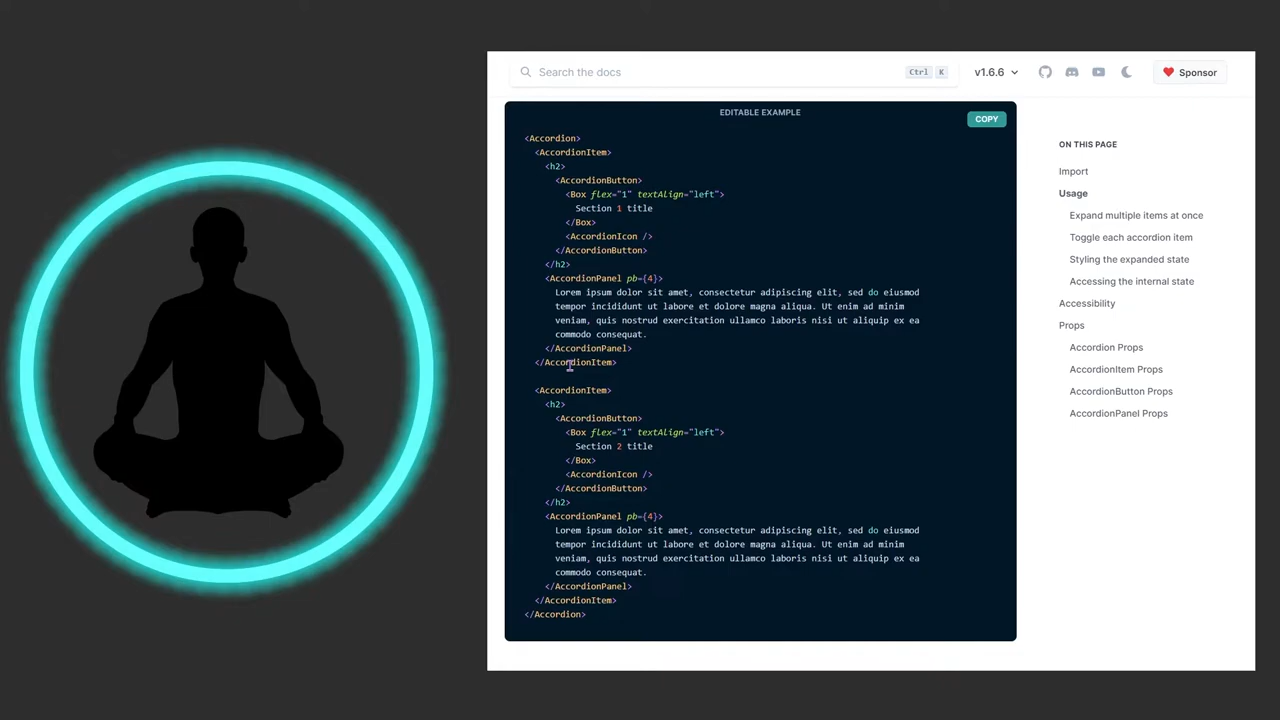 Search the docs
Ctrl K
v1.6.6
Sponsor
EDITABLE EXAMPLE
COPY
<Accordion>
<AccordionItem>
<h2>
<AccordionButton>
<Box flex="1" textAlign="left">
Section 1 title
</Box>
<AccordionIcon />
</AccordionButton>
</h2>
<AccordionPanel pb={4}>
Lorem ipsum dolor sit amet, consectetur adipiscing elit, sed do eiusmod
tempor incididunt ut labore et dolore magna aliqua. Ut enim ad minim
veniam, quis nostrud exercitation ullamco laboris nisi ut aliquip ex ea
commodo consequat.
</AccordionPanel>
</AccordionItem>
<AccordionItem>
<h2>
<AccordionButton>
<Box flex="1" textAlign="left">
Section 2 title
</Box>
<AccordionIcon />
</AccordionButton>
</h2>
<AccordionPanel pb={4}>
Lorem ipsum dolor sit amet, consectetur adipiscing elit, sed do eiusmod
tempor incididunt ut labore et dolore magna aliqua. Ut enim ad minim
veniam, quis nostrud exercitation ullamco laboris nisi ut aliquip ex ea
commodo consequat.
</AccordionPanel>
</AccordionItem>
</Accordion>
ON THIS PAGE
Import
Usage
Expand multiple items at once
Toggle each accordion item
Styling the expanded state
Accessing the internal state
Accessibility
Props
Accordion Props
AccordionItem Props
AccordionButton Props
AccordionPanel Props